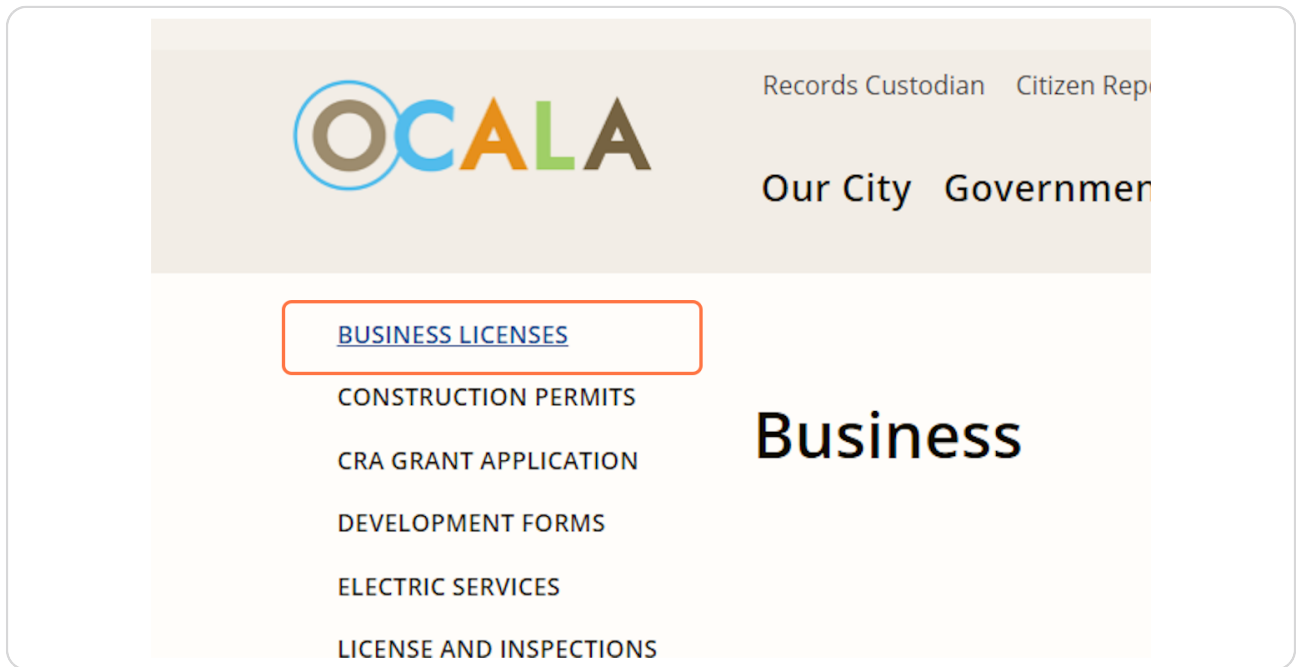 OCALA
Records Custodian Citizen
Our City
BUSINESS LICENSES
CONSTRUCTION PERMITS
CRA GRANT APPLICATION
DEVELOPMENT FORMS
ELECTRIC SERVICES
LICENSE AND INSPECTIONS
Business